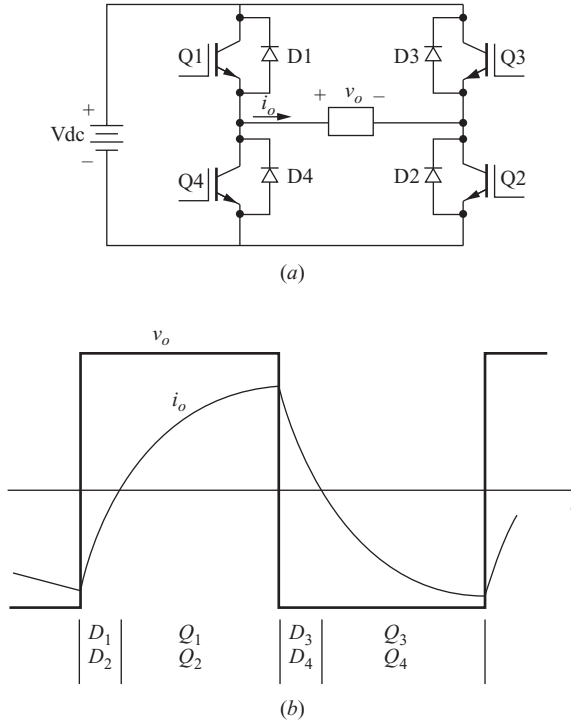 Q1
D1
D3
Q3
+
Vdc
−
i_o
+ v_o −
Q4
D4
D2
Q2
(a)
v_o
i_o
D_1 Q_1 D_3 Q_3
D_2 Q_2 D_4 Q_4
(b)